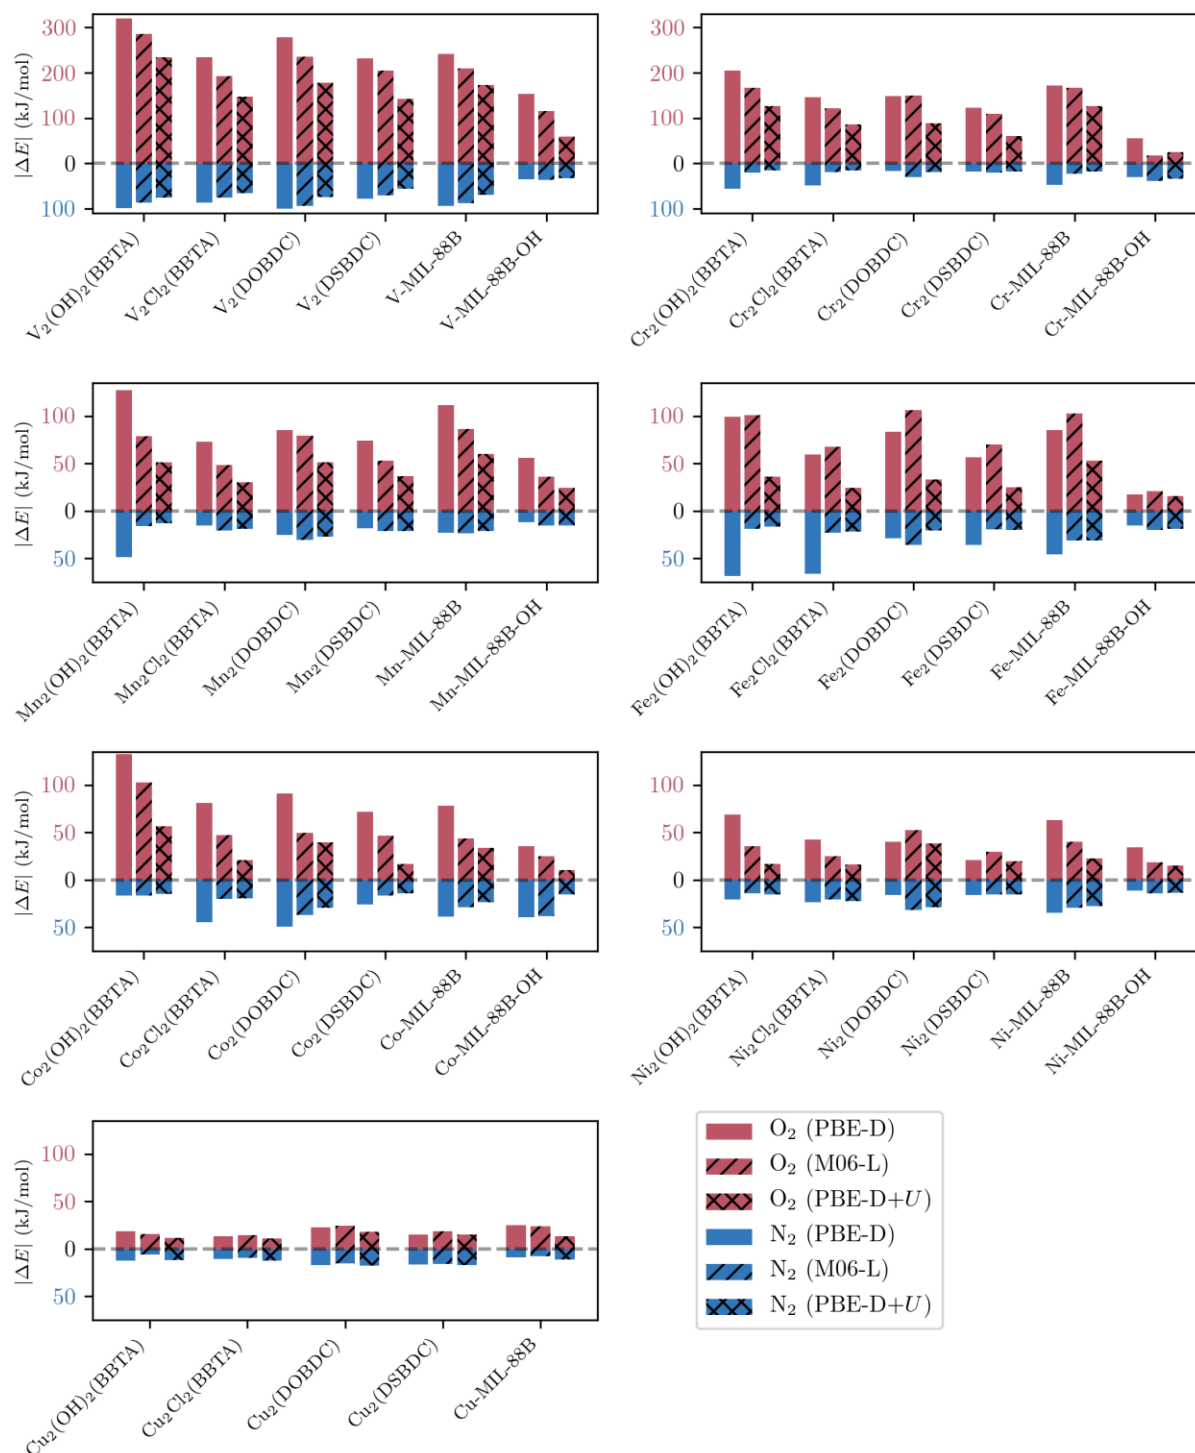 |ΔE| (kJ/mol)
300
200
100
0
100
V₂(OH)₂(BBTA)
V₂Cl₂(BBTA)
V₂(DOBDC)
V₂(DSBDC)
V-MIL-88B
V-MIL-88B-OH
300
200
100
0
100
Cr₂(OH)₂(BBTA)
Cr₂Cl₂(BBTA)
Cr₂(DOBDC)
Cr₂(DSBDC)
Cr-MIL-88B
Cr-MIL-88B-OH
|ΔE| (kJ/mol)
100
50
0
50
Mn₂(OH)₂(BBTA)
Mn₂Cl₂(BBTA)
Mn₂(DOBDC)
Mn₂(DSBDC)
Mn-MIL-88B
Mn-MIL-88B-OH
100
50
0
50
Fe₂(OH)₂(BBTA)
Fe₂Cl₂(BBTA)
Fe₂(DOBDC)
Fe₂(DSBDC)
Fe-MIL-88B
Fe-MIL-88B-OH
|ΔE| (kJ/mol)
100
50
0
50
Co₂(OH)₂(BBTA)
Co₂Cl₂(BBTA)
Co₂(DOBDC)
Co₂(DSBDC)
Co-MIL-88B
Co-MIL-88B-OH
100
50
0
50
Ni₂(OH)₂(BBTA)
Ni₂Cl₂(BBTA)
Ni₂(DOBDC)
Ni₂(DSBDC)
Ni-MIL-88B
Ni-MIL-88B-OH
|ΔE| (kJ/mol)
100
50
0
50
Cu₂(OH)₂(BBTA)
Cu₂Cl₂(BBTA)
Cu₂(DOBDC)
Cu₂(DSBDC)
Cu-MIL-88B
O₂ (PBE-D)
O₂ (M06-L)
O₂ (PBE-D+U)
N₂ (PBE-D)
N₂ (M06-L)
N₂ (PBE-D+U)